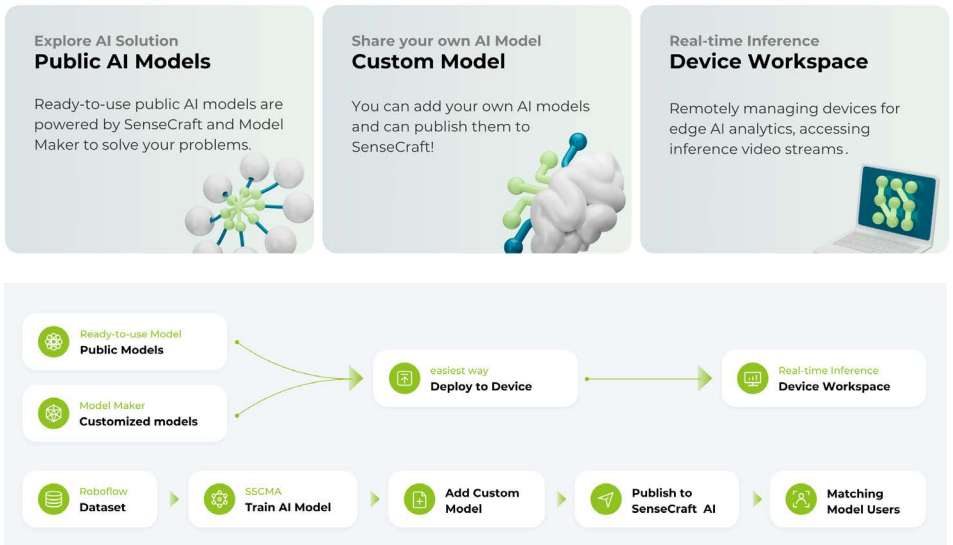 Explore AI Solution
Public AI Models
Ready-to-use public AI models are
powered by SenseCraft and Model
Maker to solve your problems.
Share your own AI Model
Custom Model
You can add your own AI models
and can publish them to
SenseCraft!
Real-time Inference
Device Workspace
Remotely managing devices for
edge AI analytics, accessing
inference video streams.
Ready-to-use Model
Public Models
Model Maker
Customized models
easiest way
Deploy to Device
Real-time Inference
Device Workspace
Roboflow
Dataset
SSCMA
Train AI Model
Add Custom
Model
Publish to
SenseCraft AI
Matching
Model Users